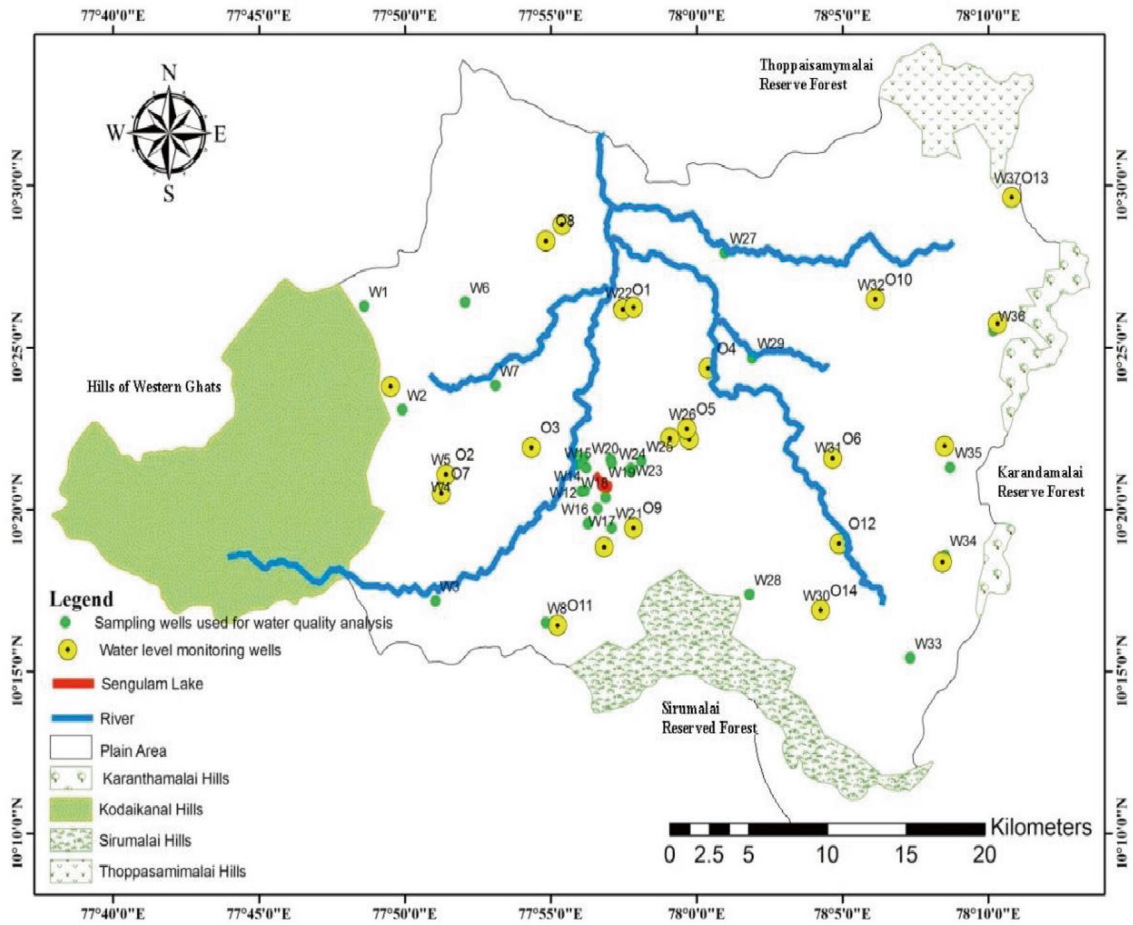 77°40'0"E 77°45'0"E 77°50'0"E 77°55'0"E 78°0'0"E 78°5'0"E 78°10'0"E
Thoppaisamymalai
Reserve Forest
N
W E
S
10°30'0"N 10°30'0"N
W37O13
O8
W27
W32 O10
W1
W6
W22 O1
W36
10°25'0"N 10°25'0"N
O4
W29
Hills of Western Ghats
W7
W2
O5
W26
O3
O6
W31
O2
W5
O7
W4
W15 W20 W24 W25
W14 W19 W23
W12 W18
W35
Karandamalai
Reserve Forest
10°20'0"N 10°20'0"N
W16
W17
W21 O9
O12
W34
W3
W28
W30 O14
W8O11
W33
Legend
Sampling wells used for water quality analysis
Water level monitoring wells
Sengulam Lake
River
Plain Area
Karanthamalai Hills
Kodaikanal Hills
Sirumalai Hills
Thoppasamimalai Hills
10°15'0"N 10°15'0"N
Sirumalai
Reserved Forest
10°10'0"N 10°10'0"N
Kilometers
0 2.5 5 10 15 20
77°40'0"E 77°45'0"E 77°50'0"E 77°55'0"E 78°0'0"E 78°5'0"E 78°10'0"E